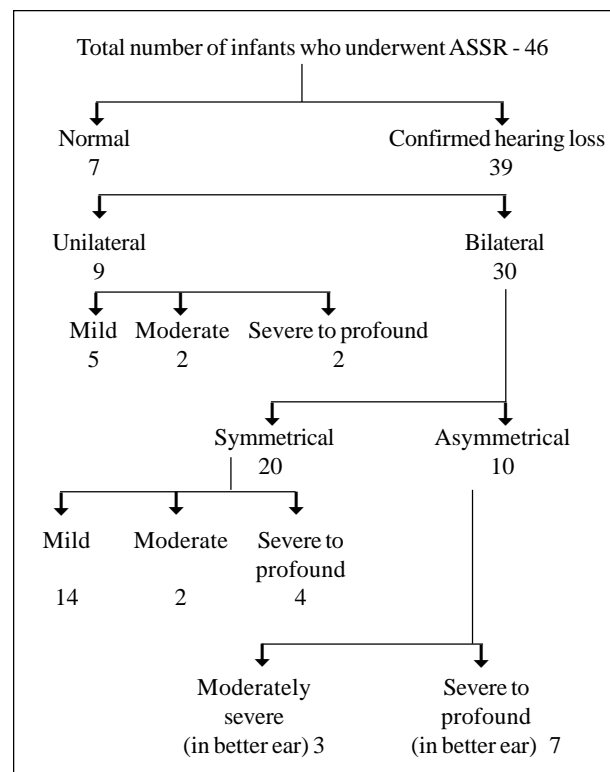 Total number of infants who underwent ASSR - 46
Normal Confirmed hearing loss
7 39
Unilateral Bilateral
9 30
Mild Moderate Severe to profound
5 2 2
Symmetrical Asymmetrical
20 10
Mild Moderate Severe to
profound
14 2 4
Moderately Severe to
severe profound
(in better ear) 3 (in better ear) 7